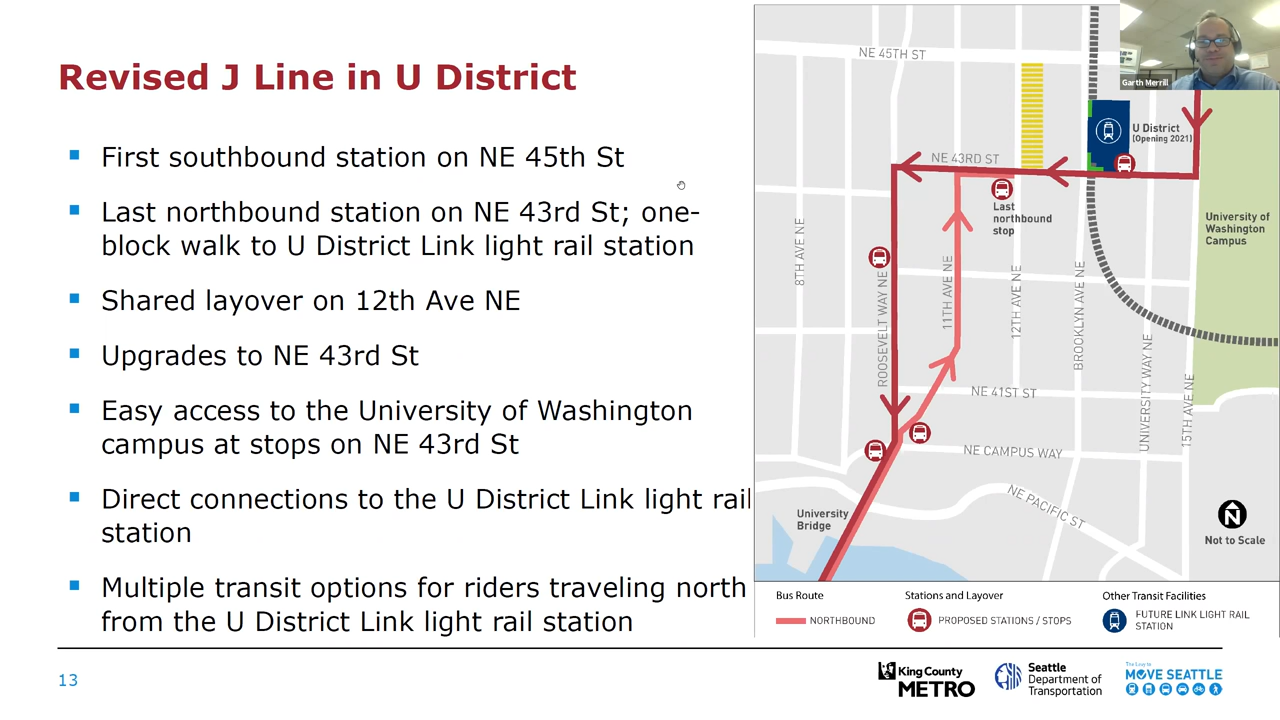 Revised J Line in U District
First southbound station on NE 45th St
Last northbound station on NE 43rd St; one-
block walk to U District Link light rail station
Shared layover on 12th Ave NE
Upgrades to NE 43rd St
Easy access to the University of Washington
campus at stops on NE 43rd St
Direct connections to the U District Link light rail
station
Multiple transit options for riders traveling north
from the U District Link light rail station
13
Garth Merrill
NE 45TH ST
U District
(Opening 2021)
NE 43RD ST
Last
northbound
stop
University of
Washington
Campus
8TH AVE NE
ROOSEVELT WAY NE
11TH AVE NE
12TH AVE NE
BROOKLYN AVE NE
UNIVERSITY WAY NE
15TH AVE NE
NE 41ST ST
NE CAMPUS WAY
NE PACIFIC ST
University
Bridge
N
Not to Scale
Bus Route
NORTHBOUND
Stations and Layover
PROPOSED STATIONS / STOPS
Other Transit Facilities
FUTURE LINK LIGHT RAIL
STATION
King County
METRO
Seattle
Department of
Transportation
The Levy to
MOVE SEATTLE